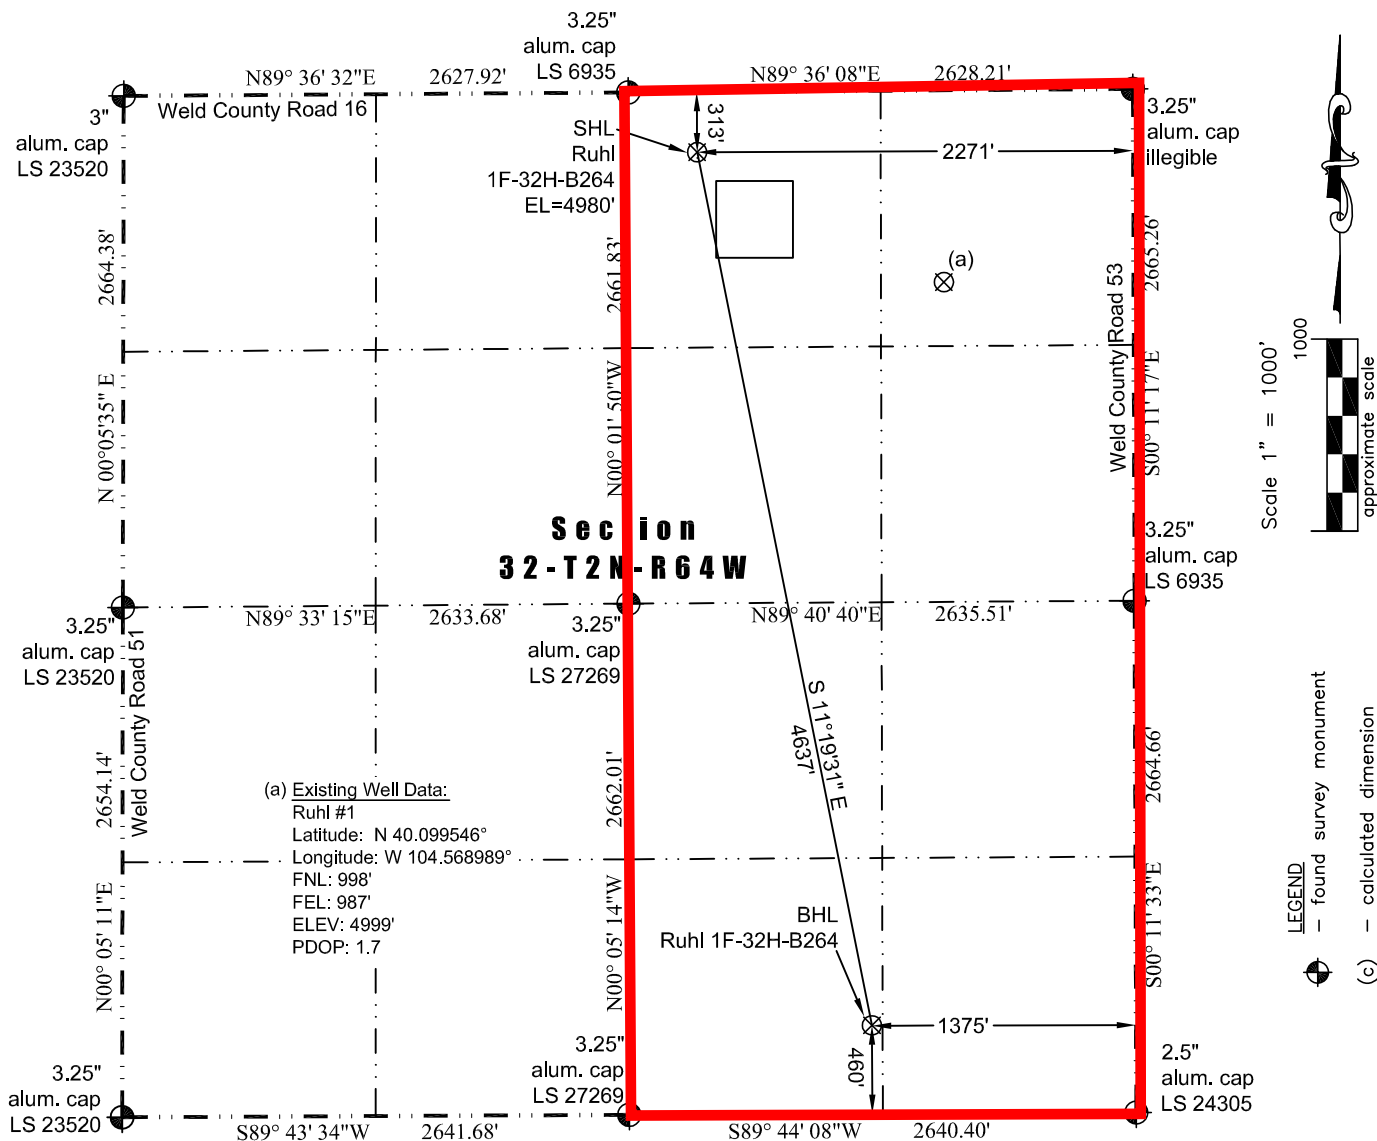 3.25"
alum. cap
LS 6935
N89° 36' 32"E 2627.92'
N89° 36' 08"E 2628.21'
Weld County Road 16
3"
alum. cap
LS 23520
3.25"
alum. cap
illegible
SHL
Ruhl
1F-32H-B264
EL=4980'
313'
2271'
(a)
2664.38'
N 00°05'35" E
2661.83'
N00° 01' 50"W
Weld County Road 53
2665.26'
S00° 11' 17"E
Scale 1" = 1000'
1000
approximate scale
Sec ion
32-T2N-R64W
3.25"
alum. cap
LS 6935
N89° 33' 15"E 2633.68'
N89° 40' 40"E 2635.51'
3.25"
alum. cap
LS 23520
3.25"
alum. cap
LS 27269
Weld County Road 51
2654.14'
N00° 05' 11"E
2662.01'
N00° 05' 14"W
S 11°19'31" E
4637'
2664.66'
S00° 11' 33"E
(a) Existing Well Data:
Ruhl #1
Latitude: N 40.099546°
Longitude: W 104.568989°
FNL: 998'
FEL: 987'
ELEV: 4999'
PDOP: 1.7
BHL
Ruhl 1F-32H-B264
1375'
460'
LEGEND
– found survey monument
(c) – calculated dimension
3.25"
alum. cap
LS 23520
3.25"
alum. cap
LS 27269
2.5"
alum. cap
LS 24305
S89° 43' 34"W 2641.68'
S89° 44' 08"W 2640.40'